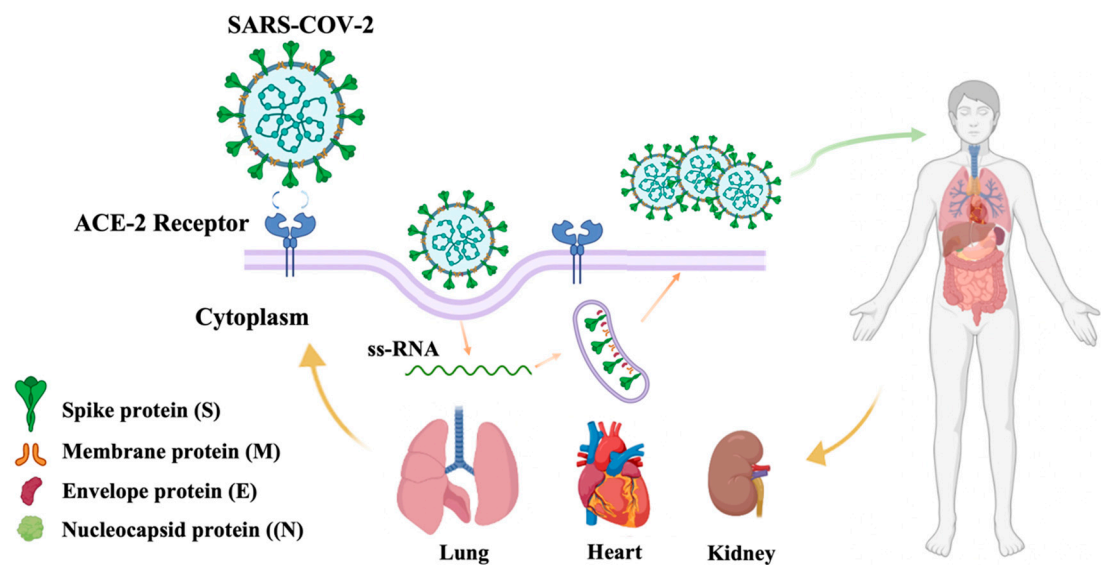 SARS-COV-2
ACE-2 Receptor
Cytoplasm
ss-RNA
Spike protein (S)
Membrane protein (M)
Envelope protein (E)
Nucleocapsid protein ((N)
Lung
Heart
Kidney